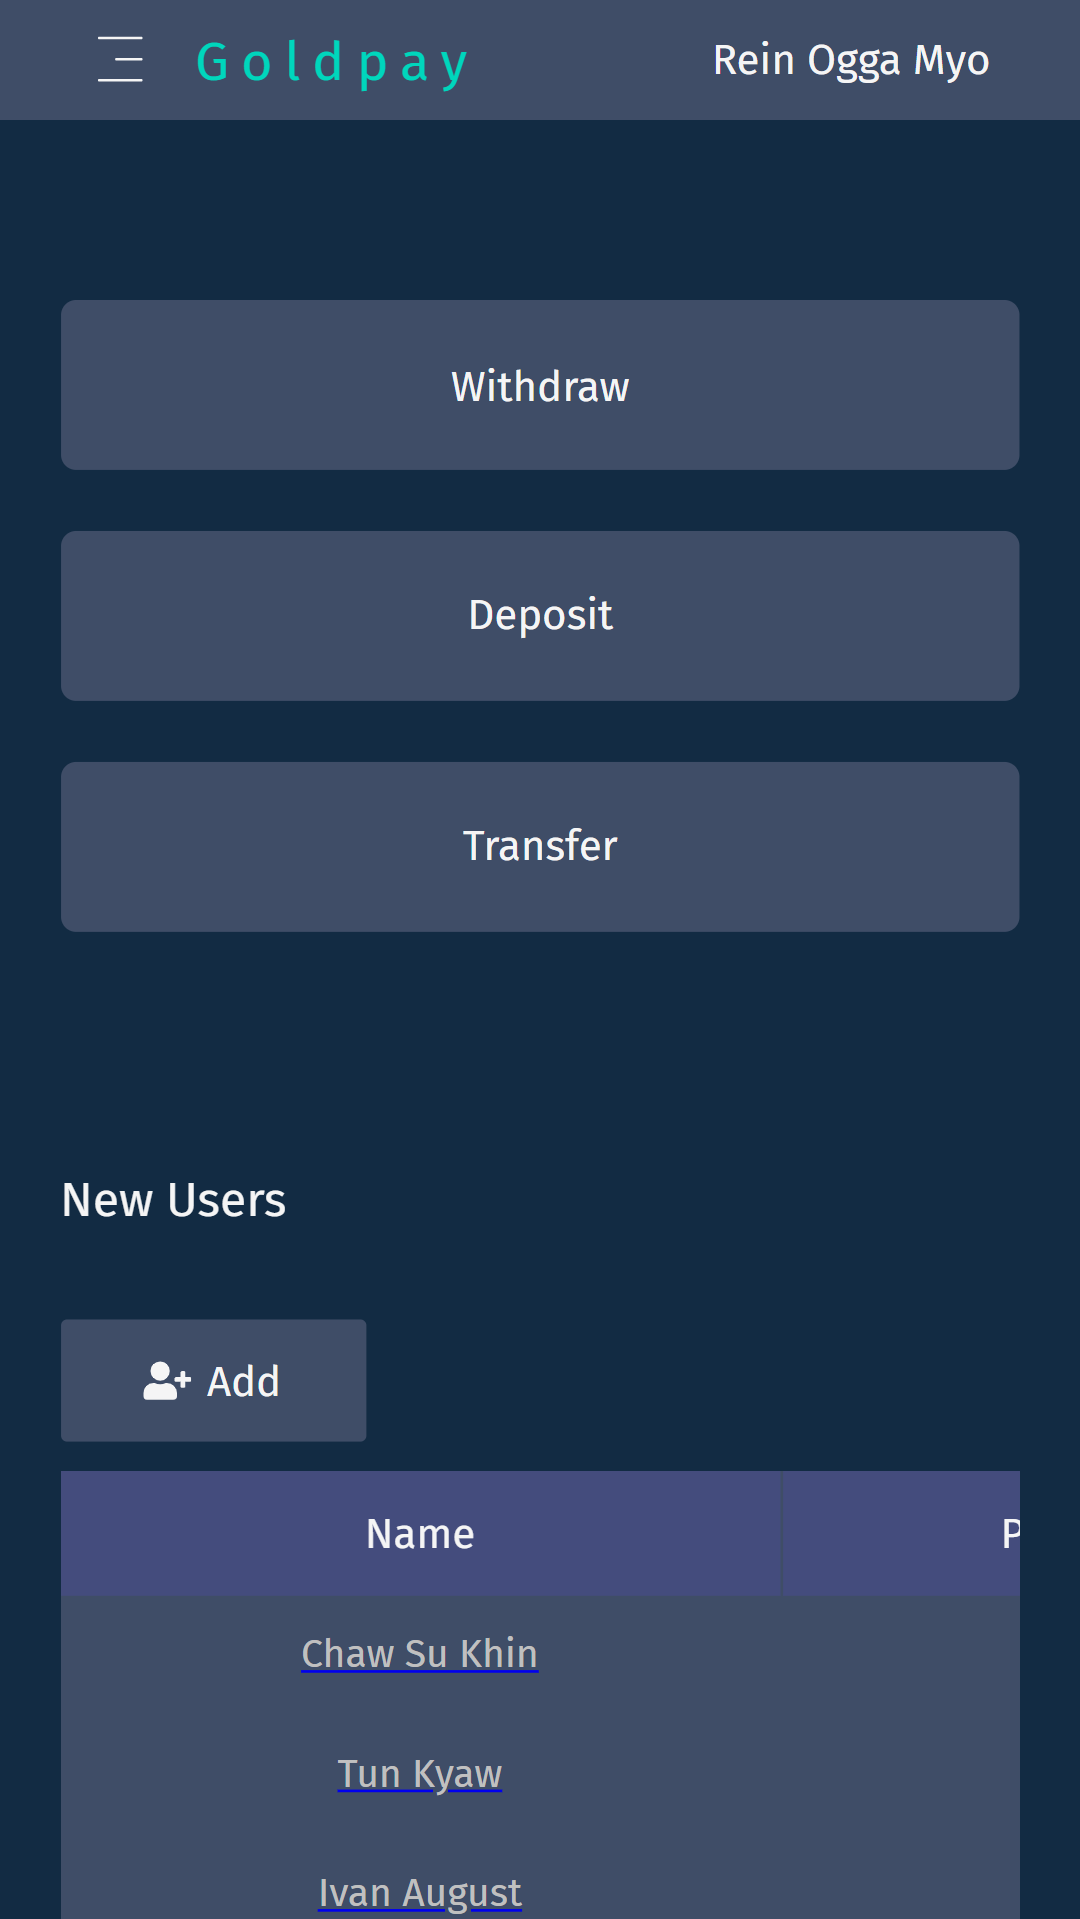 Goldpay
Rein Ogga Myo
Withdraw
Deposit
Transfer
New Users
Add
Name
Chaw Su Khin
Tun Kyaw
Ivan August